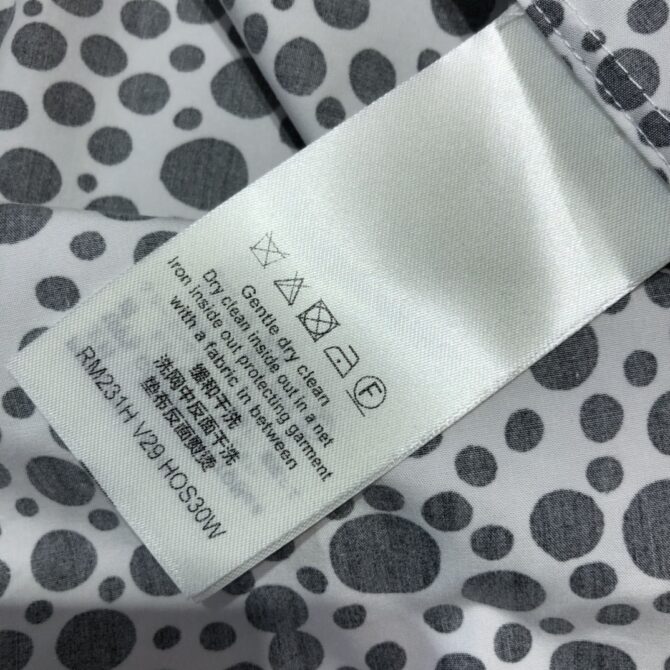 F
Gentle dry clean
Dry clean inside out in a net
Iron inside out protecting garment
with a fabric in between
缓和干洗
洗网中反面干洗
垫布反面熨烫
RM231H V29 HOS30W